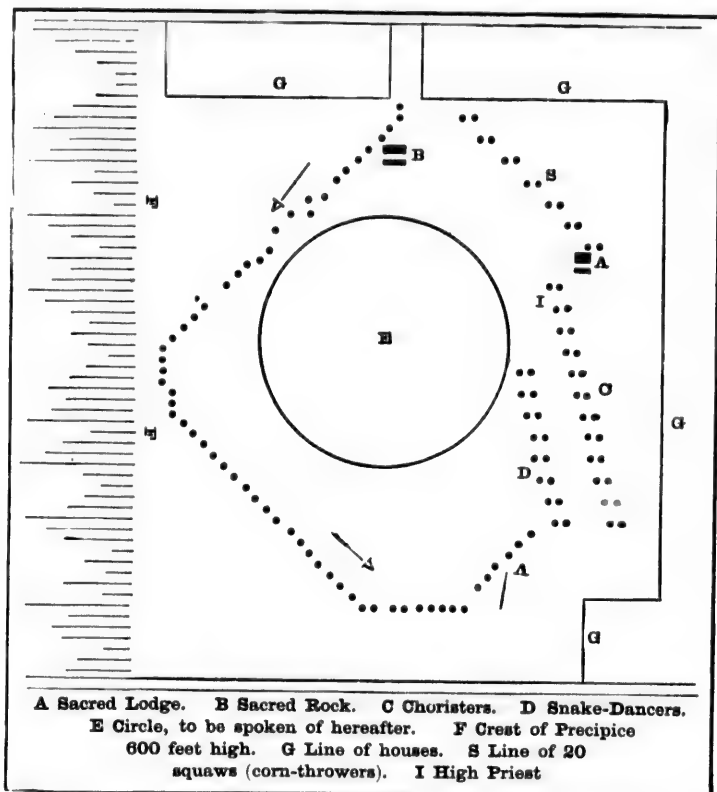 G
G
B
S
F
A
I
E
C
G
F
D
G
A Sacred Lodge. B Sacred Rock. C Choristers. D Snake-Dancers.
E Circle, to be spoken of hereafter. F Crest of Precipice
600 feet high. G Line of houses. S Line of 20
squaws (corn-throwers). I High Priest